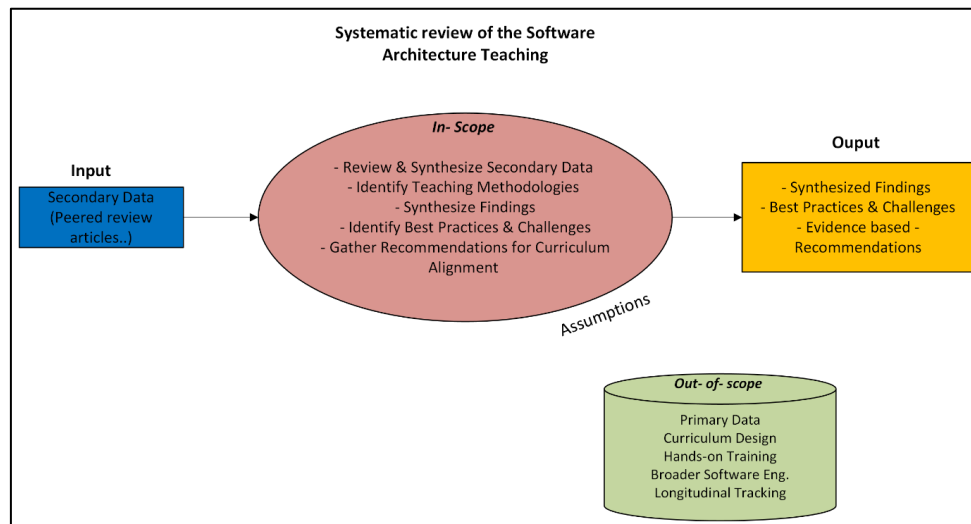 Systematic review of the Software
Architecture Teaching
Input
Secondary Data
(Peered review
articles..)
In- Scope
- Review & Synthesize Secondary Data
- Identify Teaching Methodologies
- Synthesize Findings
- Identify Best Practices & Challenges
- Gather Recommendations for Curriculum
Alignment
Assumptions
Ouput
- Synthesized Findings
- Best Practices & Challenges
- Evidence based -
Recommendations
Out- of- scope
Primary Data
Curriculum Design
Hands-on Training
Broader Software Eng.
Longitudinal Tracking